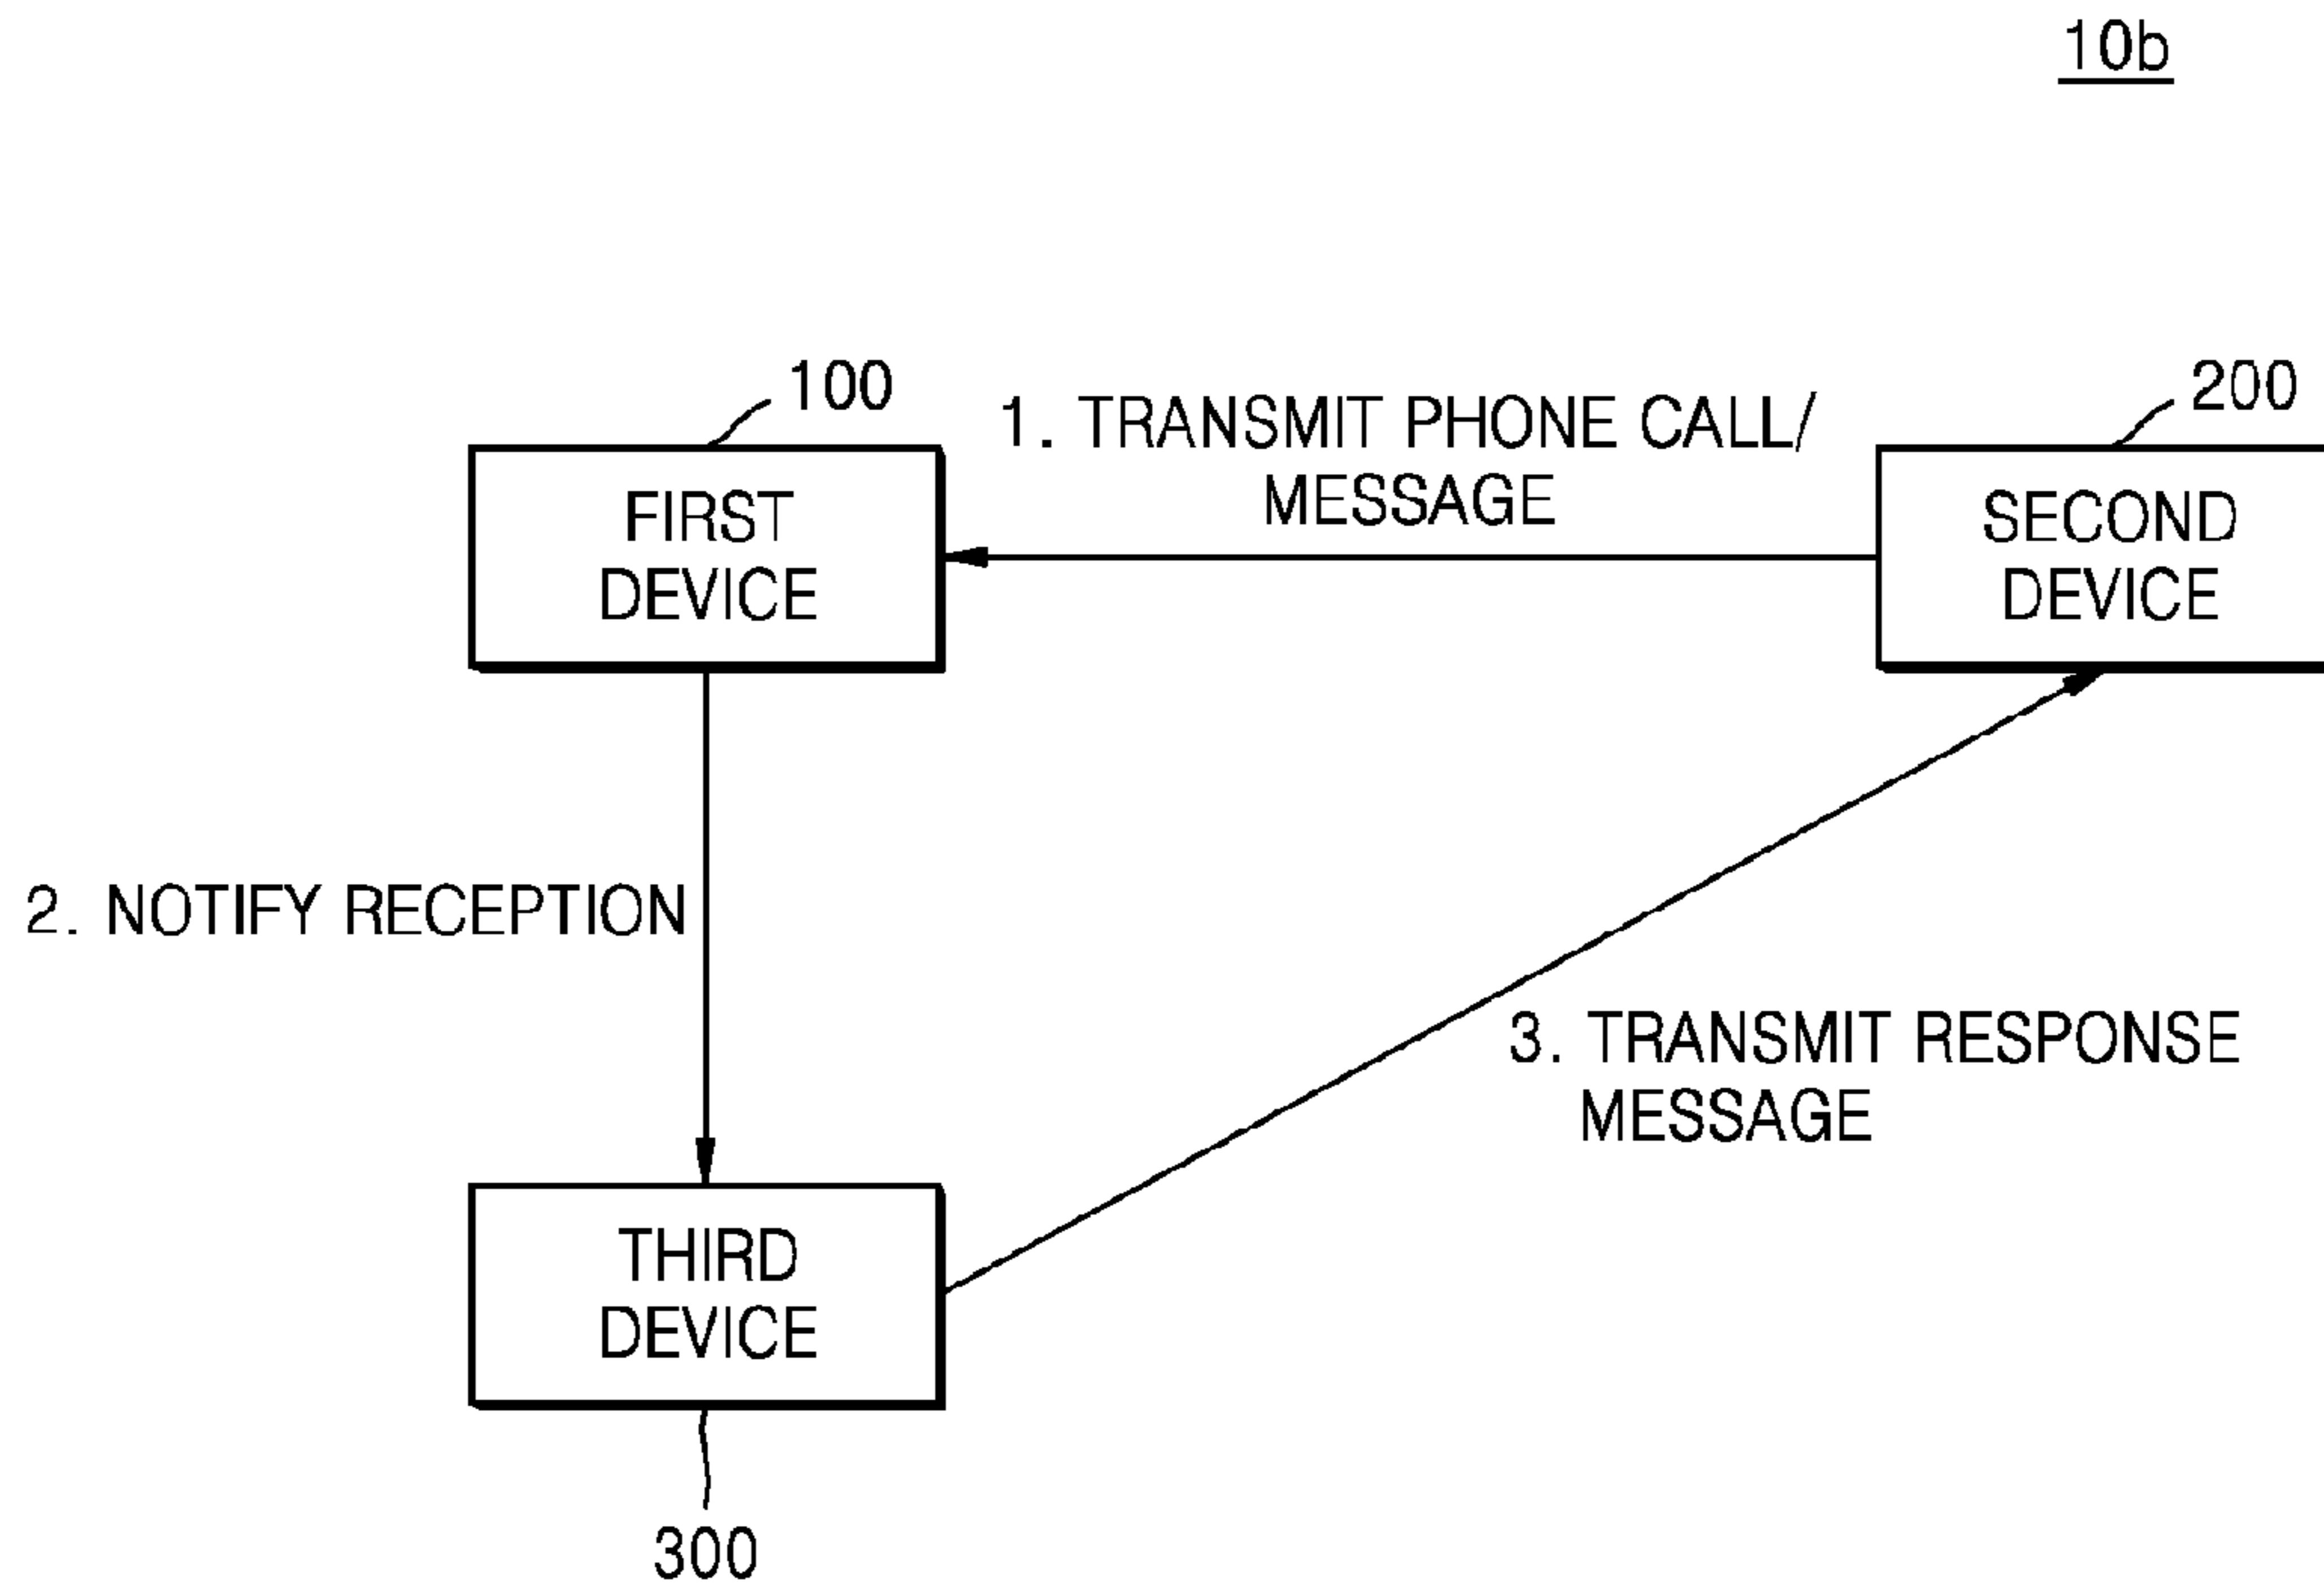 10b
100
200
1. TRANSMIT PHONE CALL/
MESSAGE
FIRST
DEVICE
SECOND
DEVICE
2. NOTIFY RECEPTION
3. TRANSMIT RESPONSE
MESSAGE
THIRD
DEVICE
300